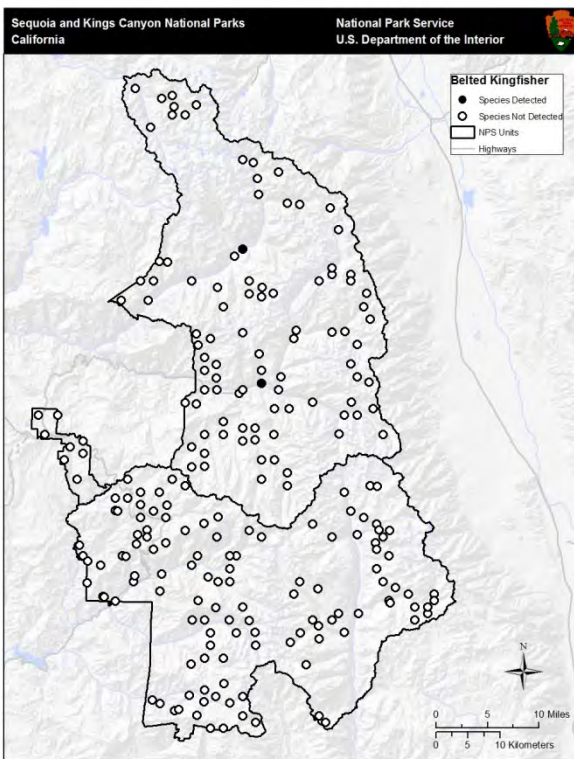 Sequoia and Kings Canyon National Parks
California
National Park Service
U.S. Department of the Interior
Belted Kingfisher
Species Detected
Species Not Detected
NPS Units
Highways
N
0 5 10 Miles
0 5 10 Kilometers